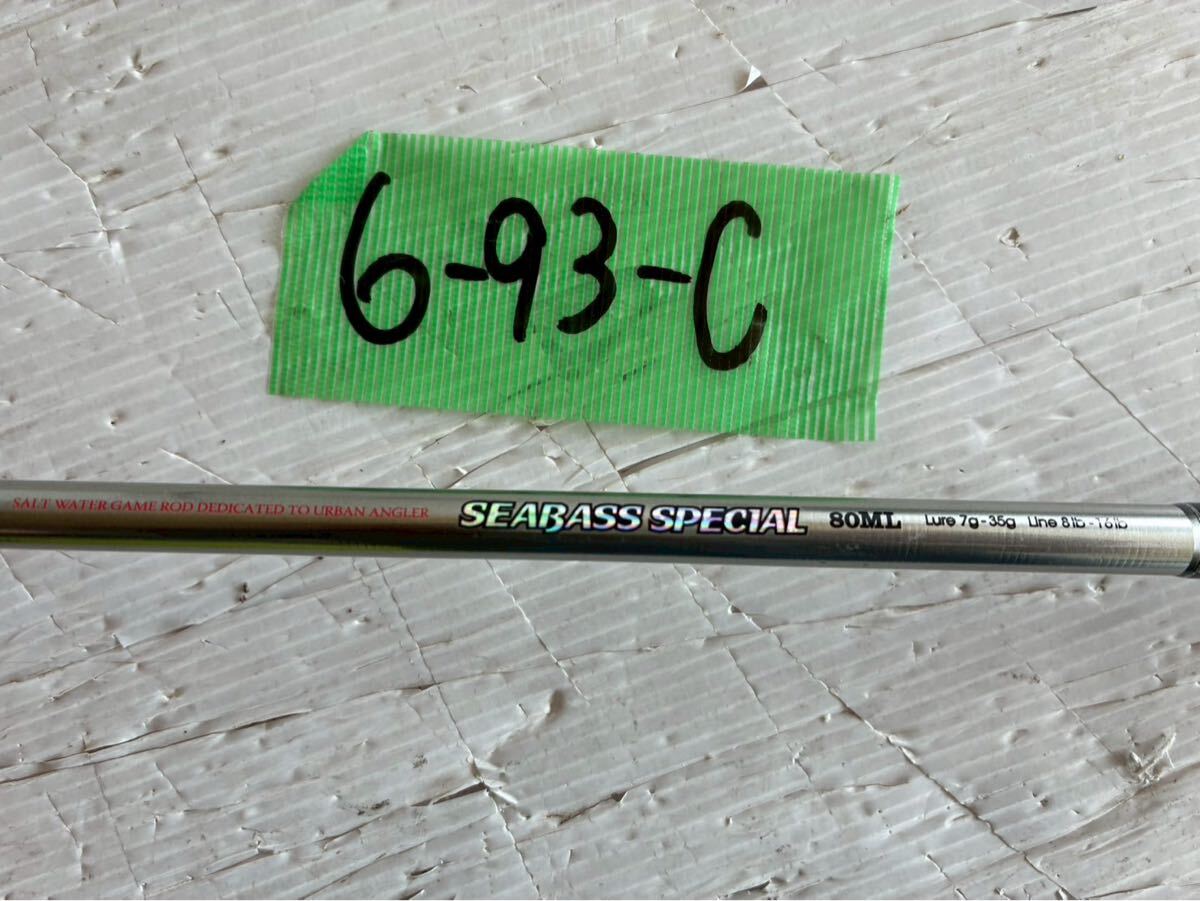 6-93-C
SALT WATER GAME ROD DEDICATED TO URBAN ANGLER SEABASS SPECIAL 80ML Lure 7g-35g Line 8lb-16lb